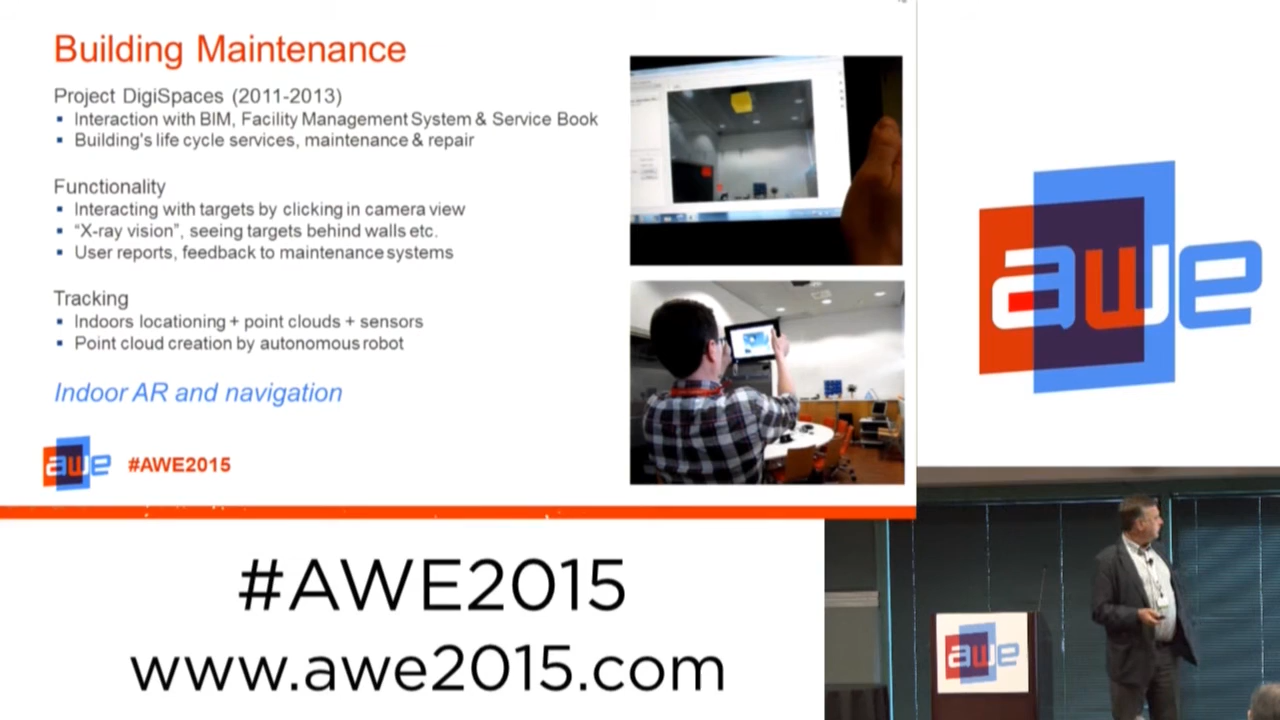 Building Maintenance
Project DigiSpaces (2011-2013)
▪ Interaction with BIM, Facility Management System & Service Book
▪ Building's life cycle services, maintenance & repair
Functionality
▪ Interacting with targets by clicking in camera view
▪ “X-ray vision”, seeing targets behind walls etc.
▪ User reports, feedback to maintenance systems
Tracking
▪ Indoors locationing + point clouds + sensors
▪ Point cloud creation by autonomous robot
Indoor AR and navigation
awe #AWE2015
awe
#AWE2015
www.awe2015.com
awe